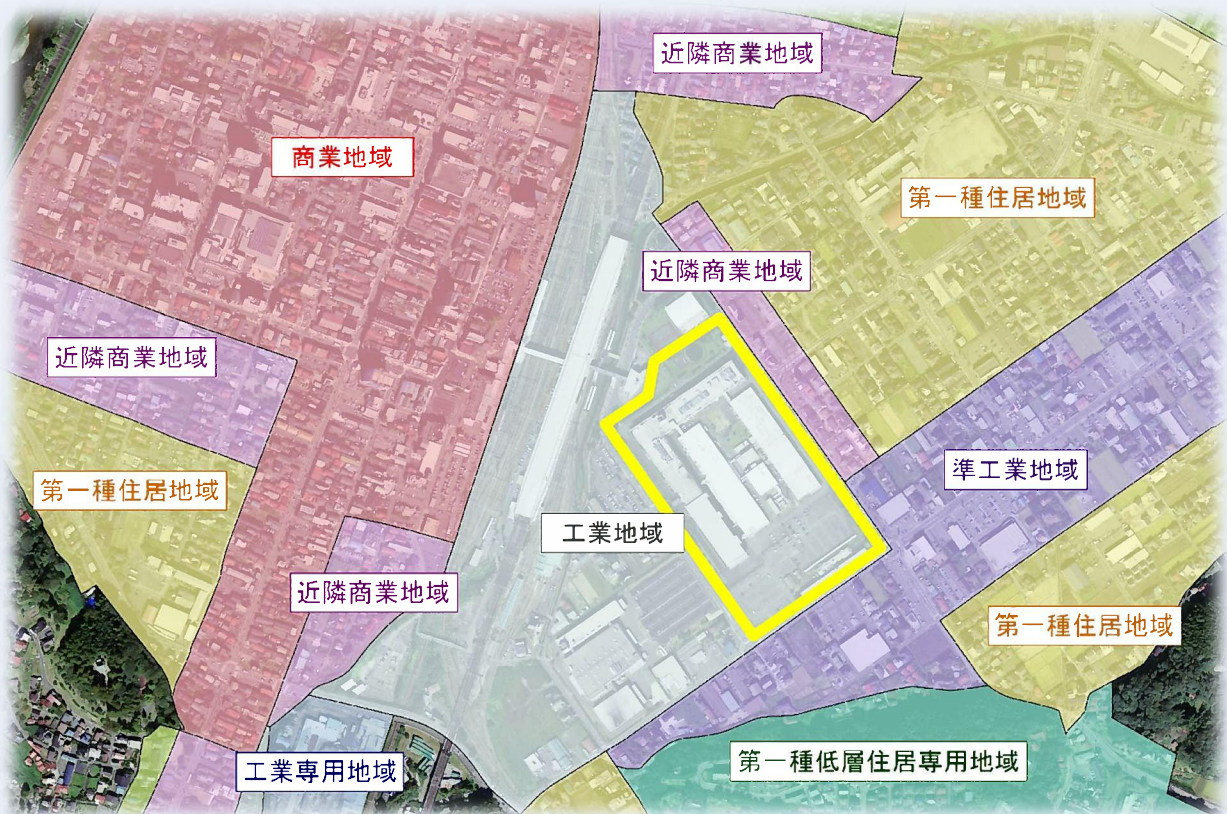 近隣商業地域
商業地域
第一種住居地域
近隣商業地域
近隣商業地域
準工業地域
第一種住居地域
工業地域
近隣商業地域
第一種住居地域
工業専用地域
第一種低層住居専用地域